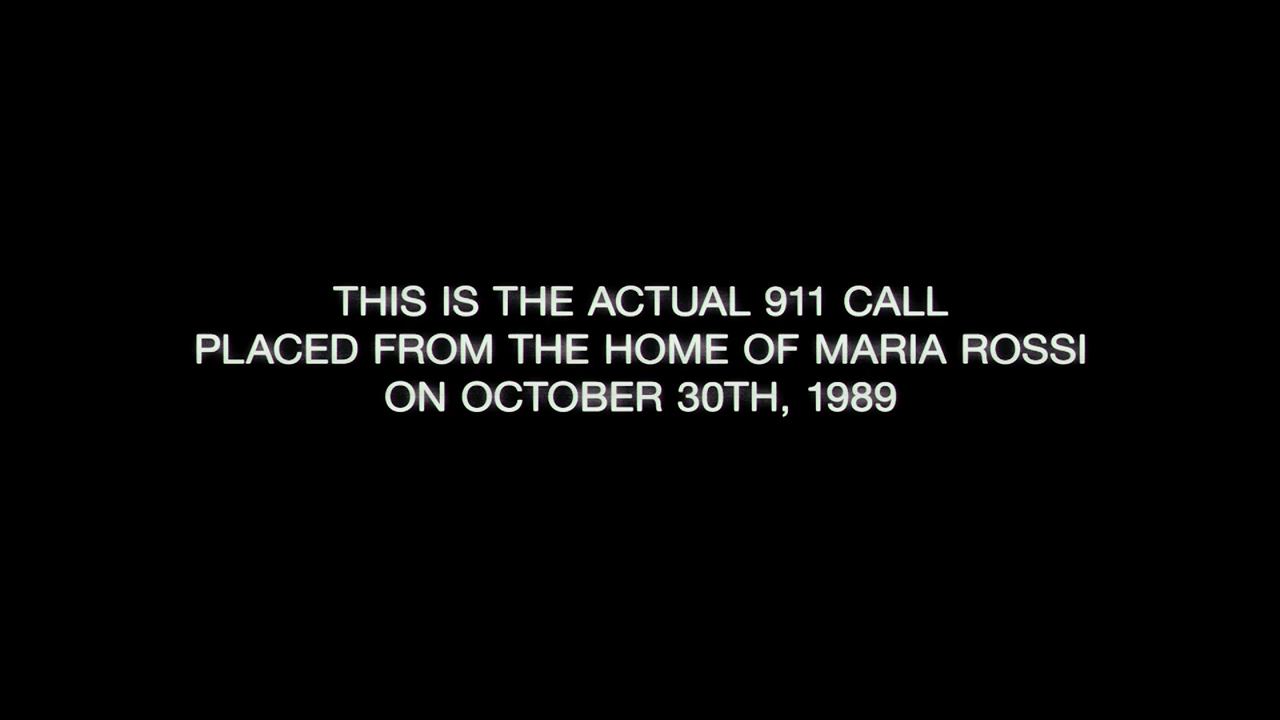 THIS IS THE ACTUAL 911 CALL
PLACED FROM THE HOME OF MARIA ROSSI
ON OCTOBER 30TH, 1989